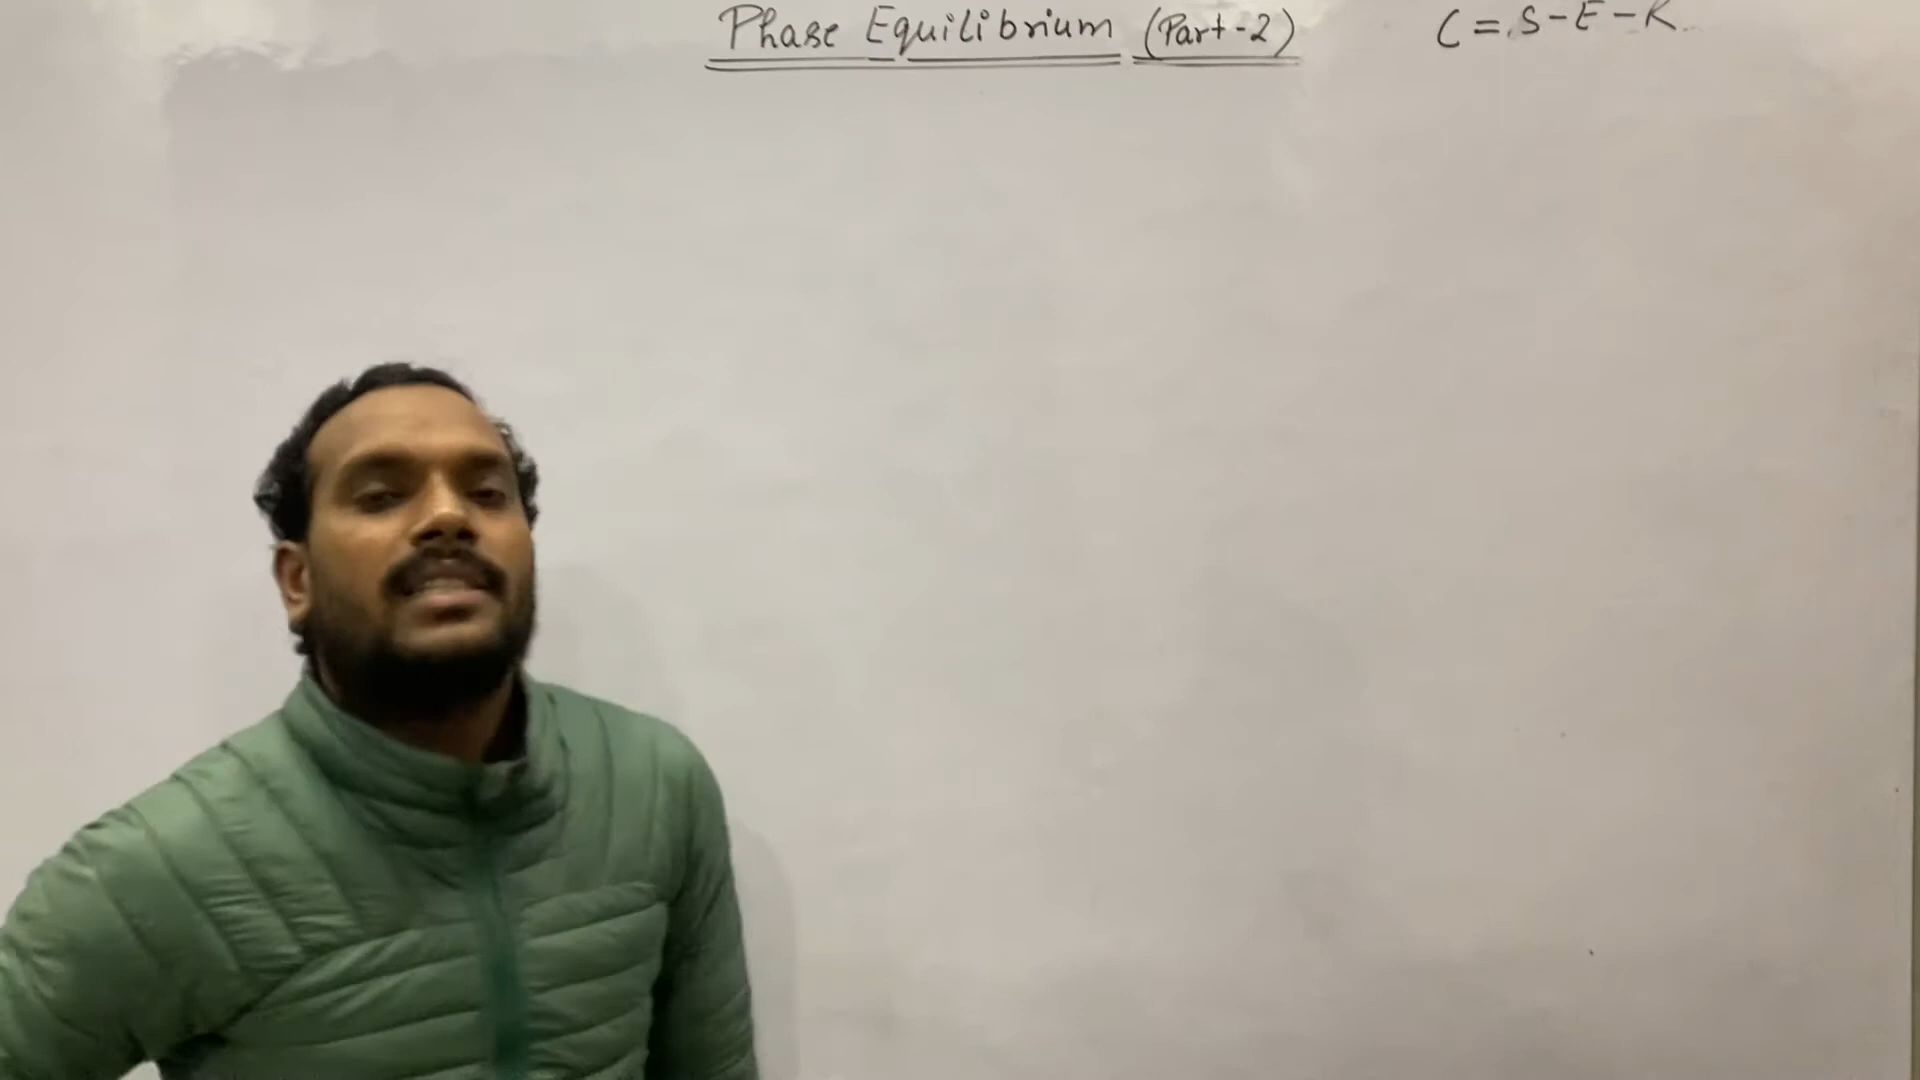 Phase Equilibrium (Part-2)
C = S - E - R